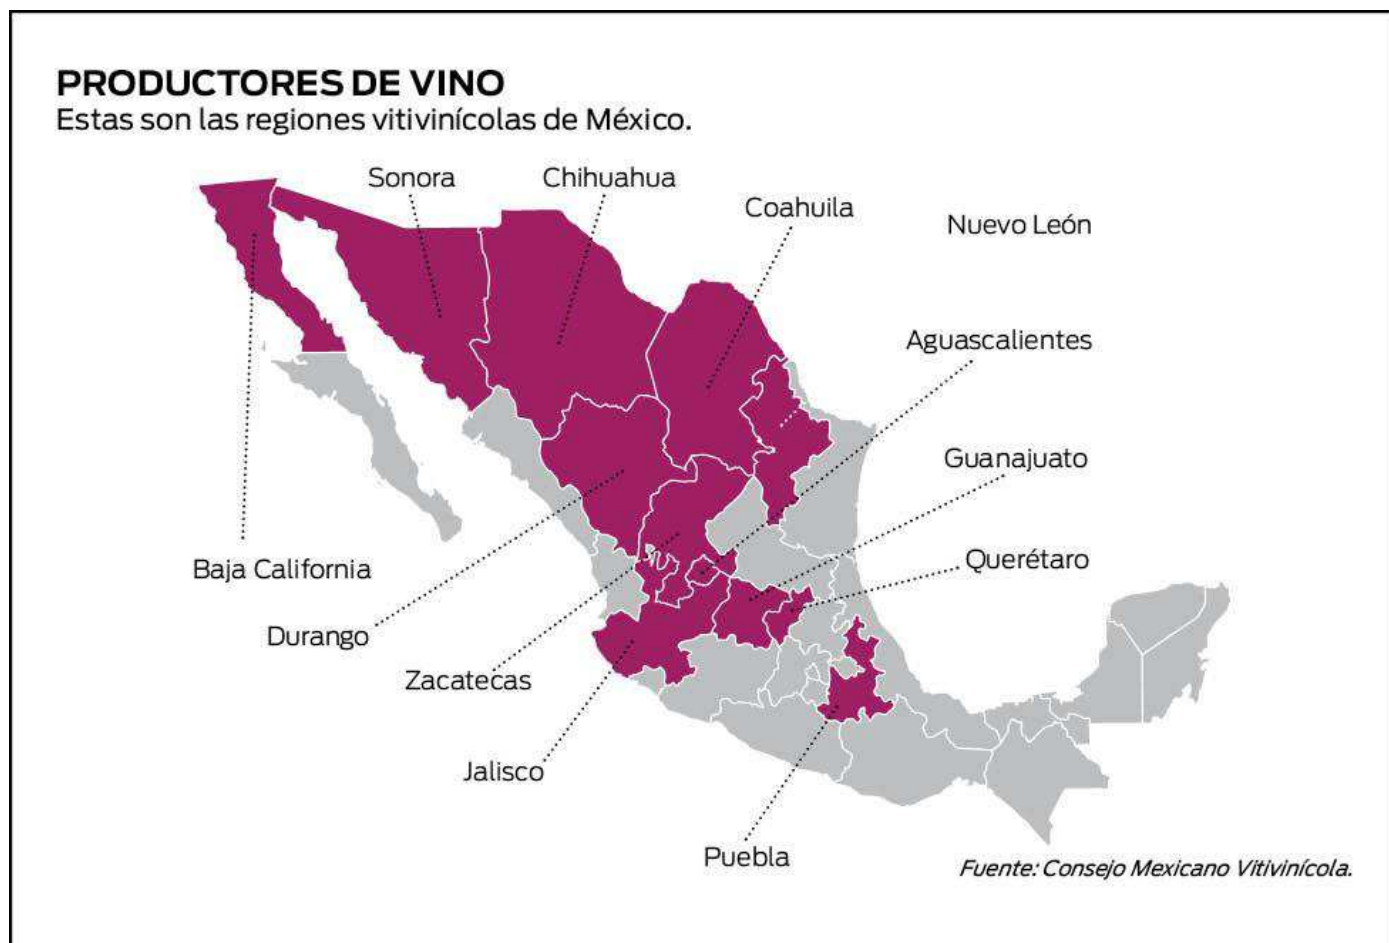 PRODUCTORES DE VINO
Estas son las regiones vitivinícolas de México.
Sonora
Chihuahua
Coahuila
Nuevo León
Aguascalientes
Guanajuato
Querétaro
Baja California
Durango
Zacatecas
Jalisco
Puebla
Fuente: Consejo Mexicano Vitivinícola.